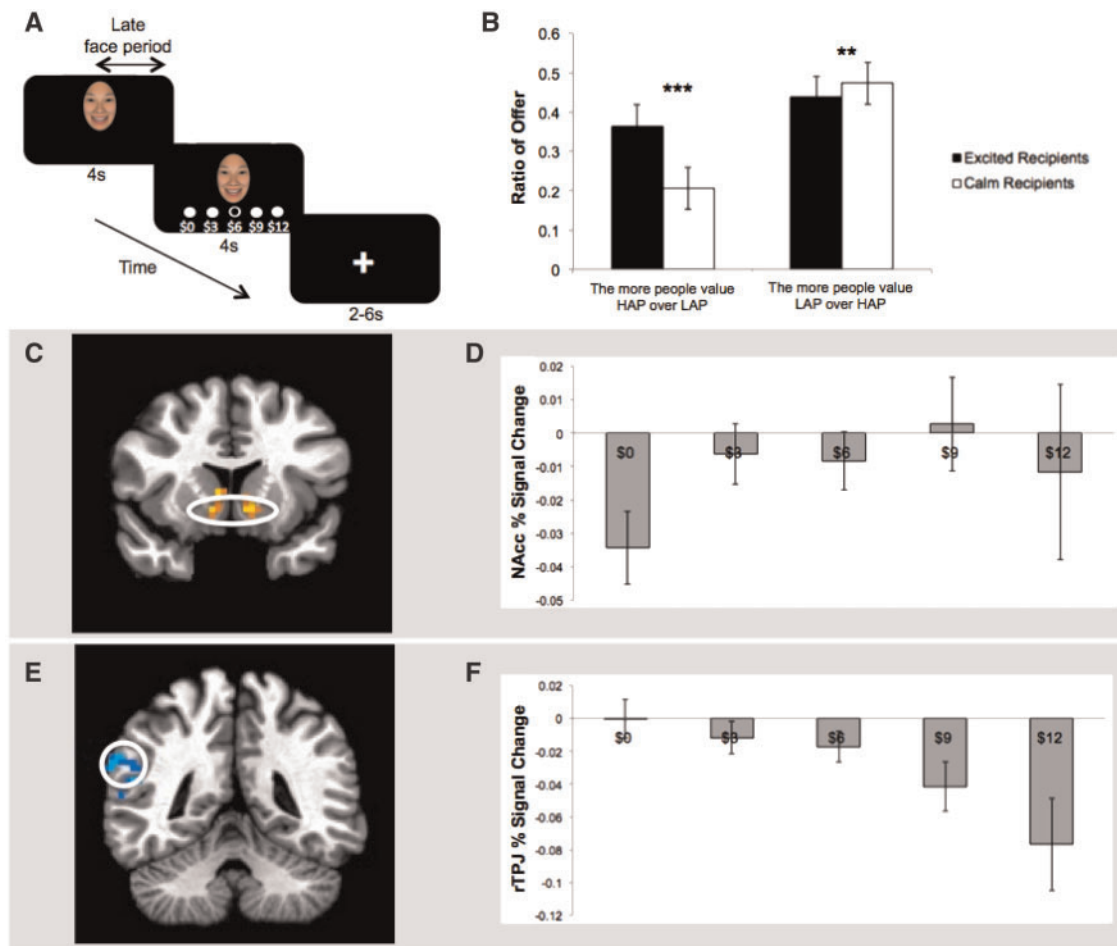 A
Late
face period
4s
$0 $3 $6 $9 $12
4s
Time
2-6s
B
Ratio of Offer
0.6
0.5
0.4
0.3
0.2
0.1
0
***
**
Excited Recipients
Calm Recipients
The more people value
HAP over LAP
The more people value
LAP over HAP
C
D
NAcc % Signal Change
0.02
0.01
0
-0.01
-0.02
-0.03
-0.04
-0.05
$0 $3 $6 $9 $12
E
F
rTPJ % Signal Change
0.02
0
-0.02
-0.04
-0.06
-0.08
-0.1
-0.12
$0 $3 $6 $9 $12